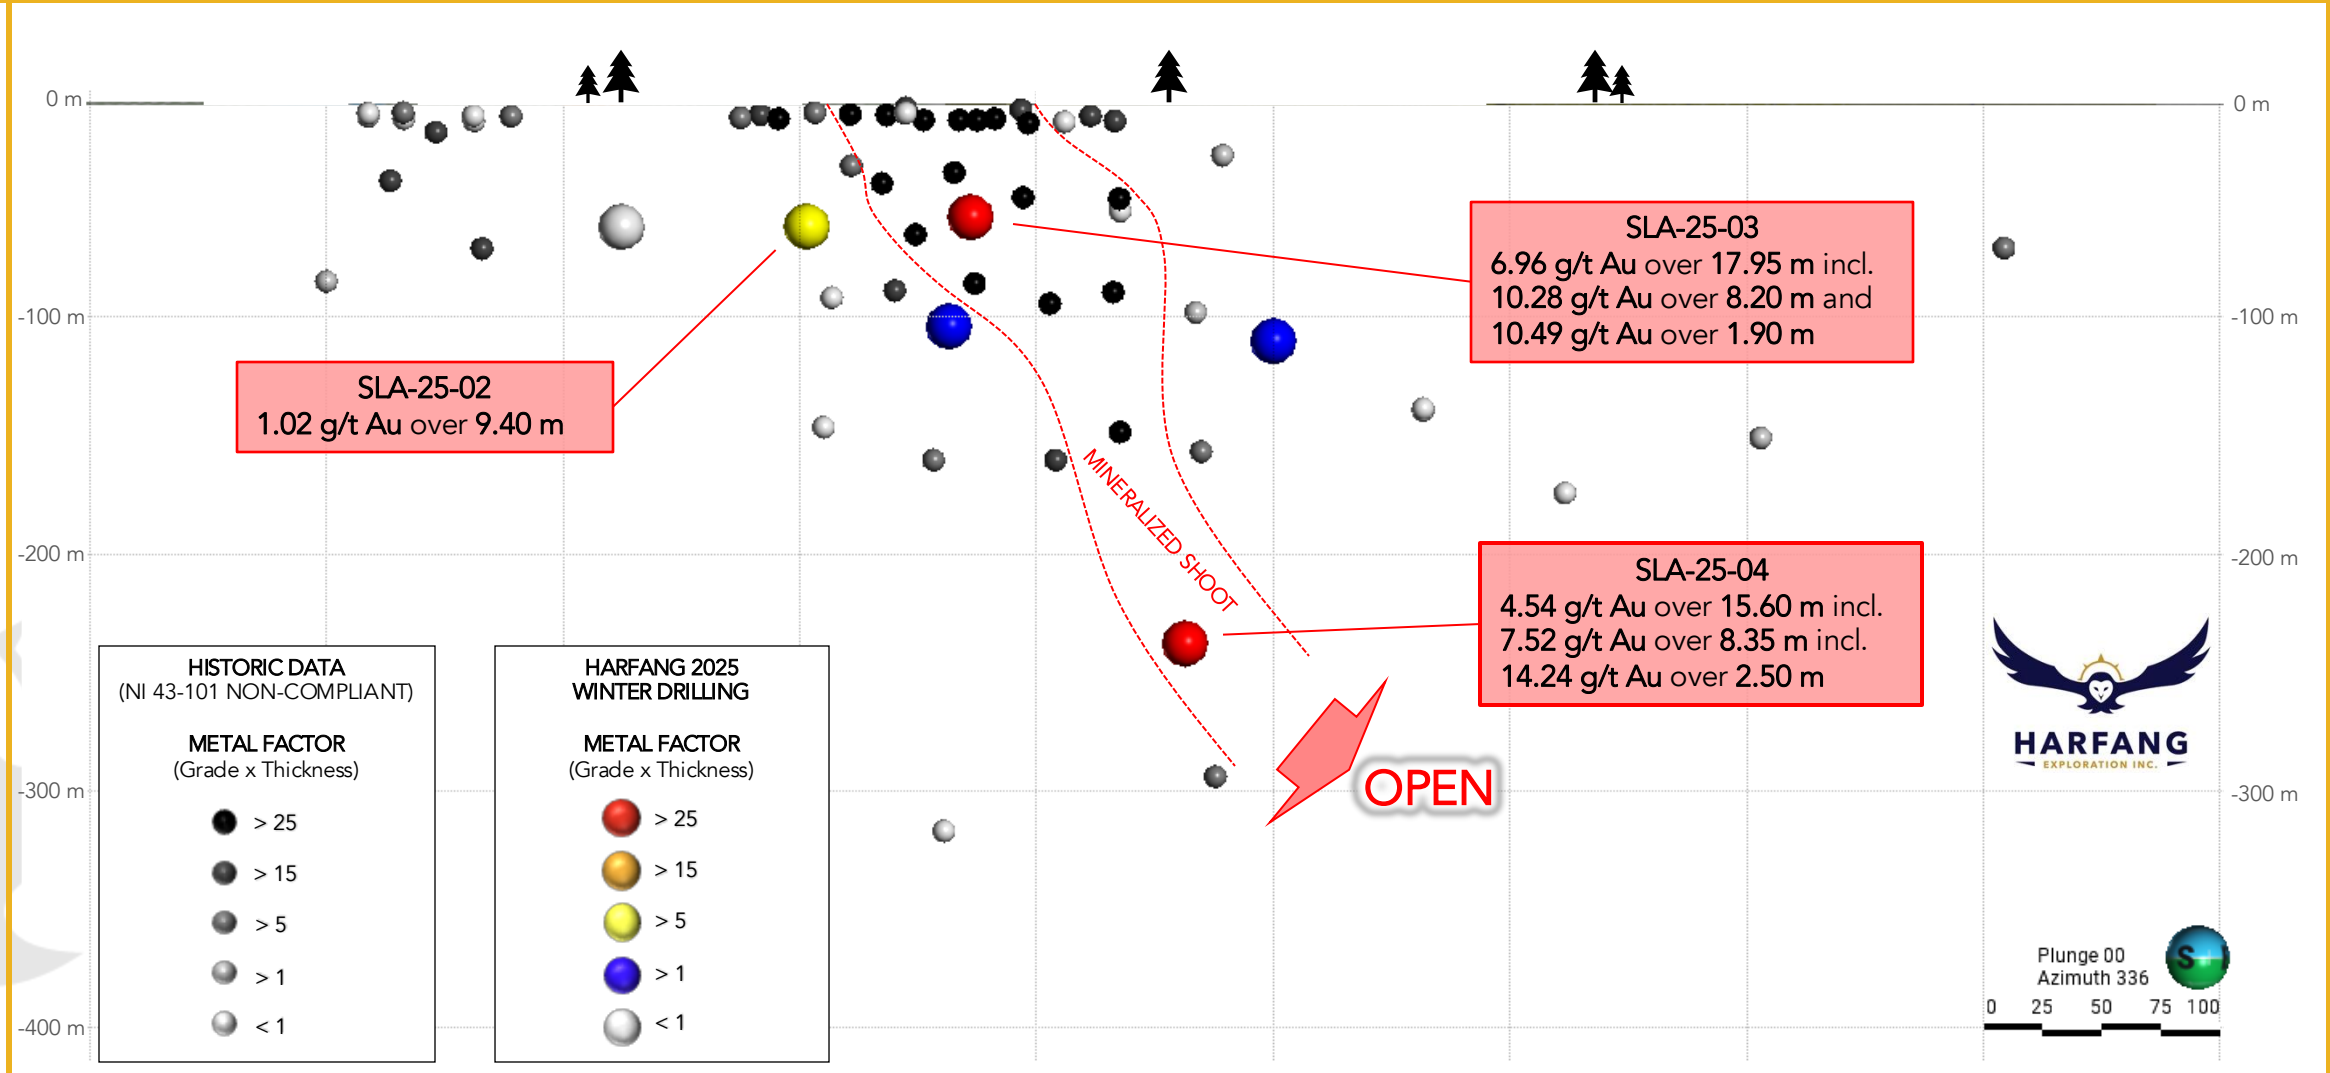 0 m
0 m
-100 m
-100 m
-200 m
-200 m
-300 m
-300 m
-400 m
SLA-25-03
6.96 g/t Au over 17.95 m incl.
10.28 g/t Au over 8.20 m and
10.49 g/t Au over 1.90 m
SLA-25-02
1.02 g/t Au over 9.40 m
MINERALIZED SHOOT
SLA-25-04
4.54 g/t Au over 15.60 m incl.
7.52 g/t Au over 8.35 m incl.
14.24 g/t Au over 2.50 m
OPEN
HISTORIC DATA
(NI 43-101 NON-COMPLIANT)
METAL FACTOR
(Grade x Thickness)
> 25
> 15
> 5
> 1
< 1
HARFANG 2025
WINTER DRILLING
METAL FACTOR
(Grade x Thickness)
> 25
> 15
> 5
> 1
< 1
HARFANG
EXPLORATION INC.
Plunge 00
Azimuth 336
S
0 25 50 75 100